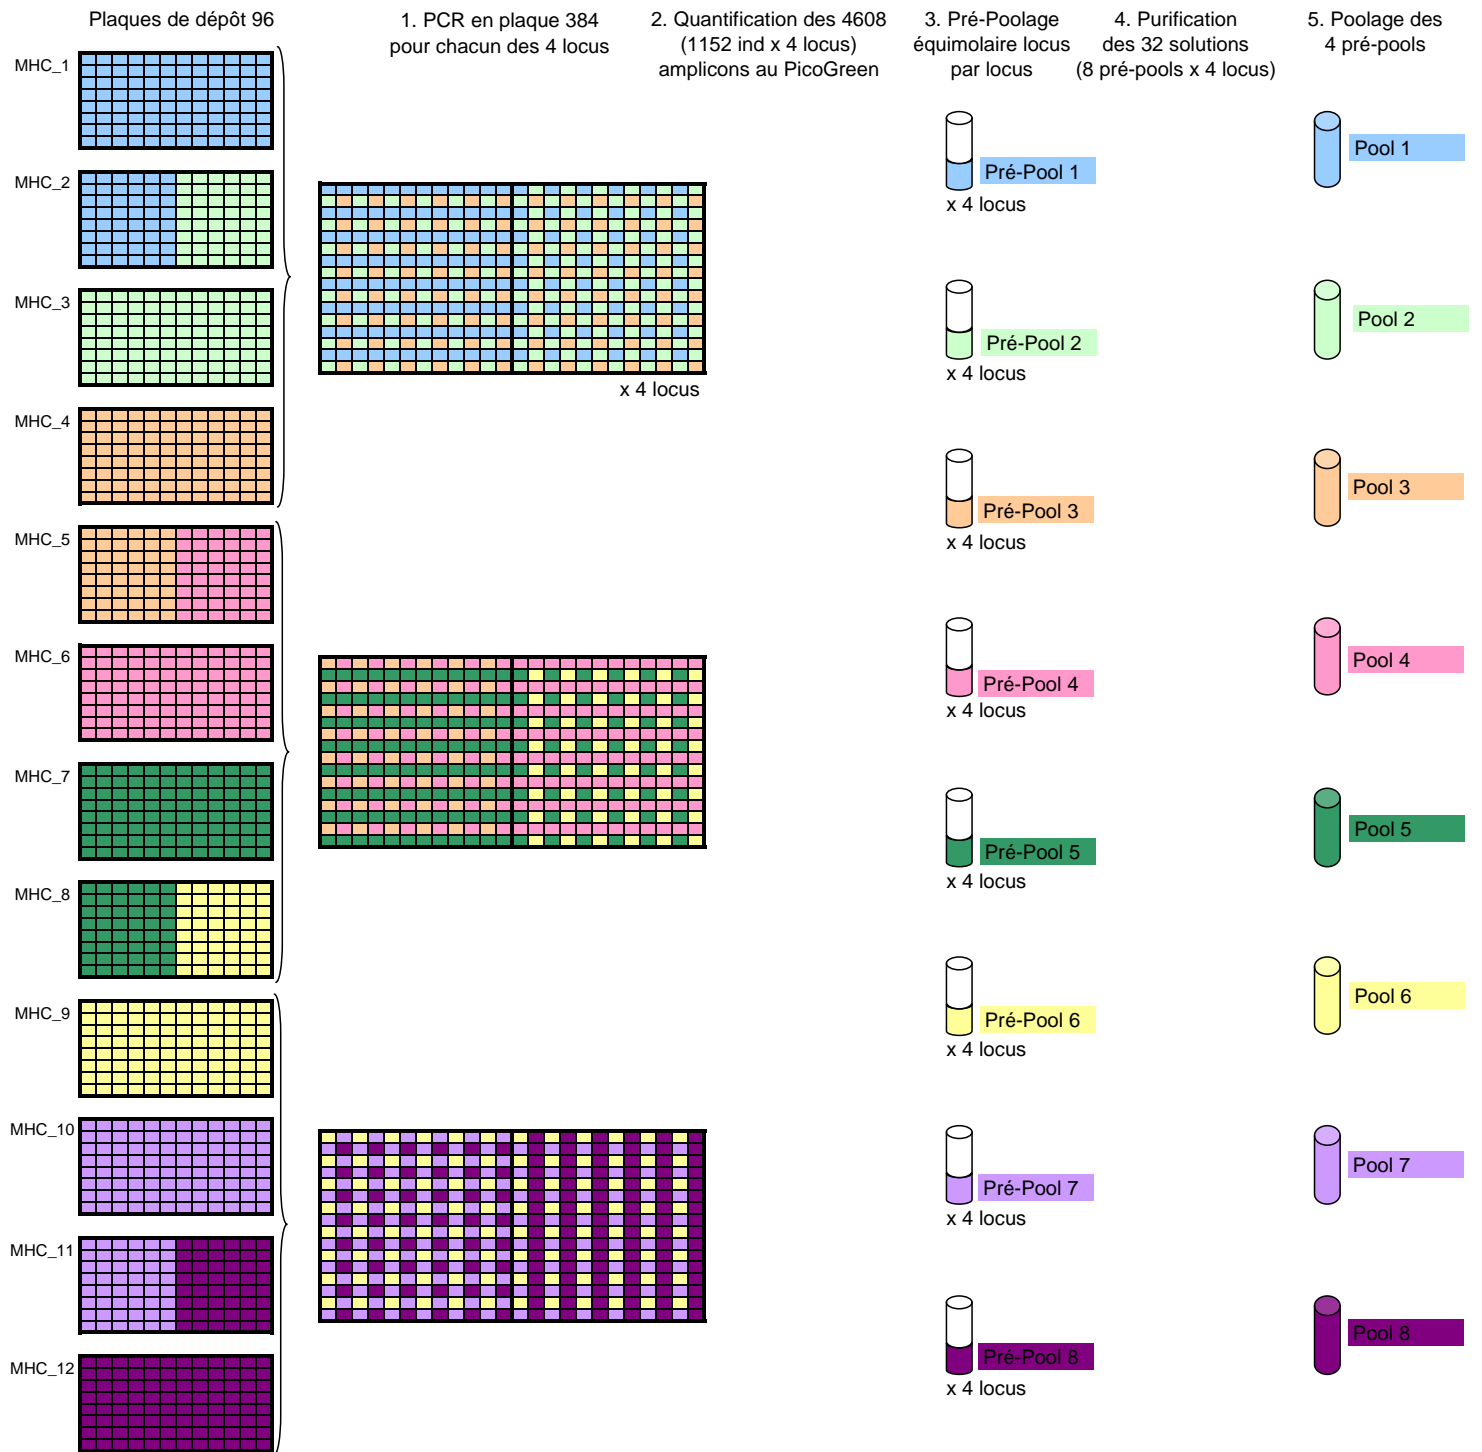 Plaques de dépôt 96
1. PCR en plaque 384
pour chacun des 4 locus
2. Quantification des 4608
(1152 ind x 4 locus)
amplicons au PicoGreen
3. Pré-Poolage
équimolaire locus
par locus
4. Purification
des 32 solutions
(8 pré-pools x 4 locus)
5. Poolage des
4 pré-pools
MHC_1
MHC_2
MHC_3
MHC_4
MHC_5
MHC_6
MHC_7
MHC_8
MHC_9
MHC_10
MHC_11
MHC_12
x 4 locus
Pré-Pool 1
x 4 locus
Pré-Pool 2
x 4 locus
Pré-Pool 3
x 4 locus
Pré-Pool 4
x 4 locus
Pré-Pool 5
x 4 locus
Pré-Pool 6
x 4 locus
Pré-Pool 7
x 4 locus
Pré-Pool 8
x 4 locus
Pool 1
Pool 2
Pool 3
Pool 4
Pool 5
Pool 6
Pool 7
Pool 8